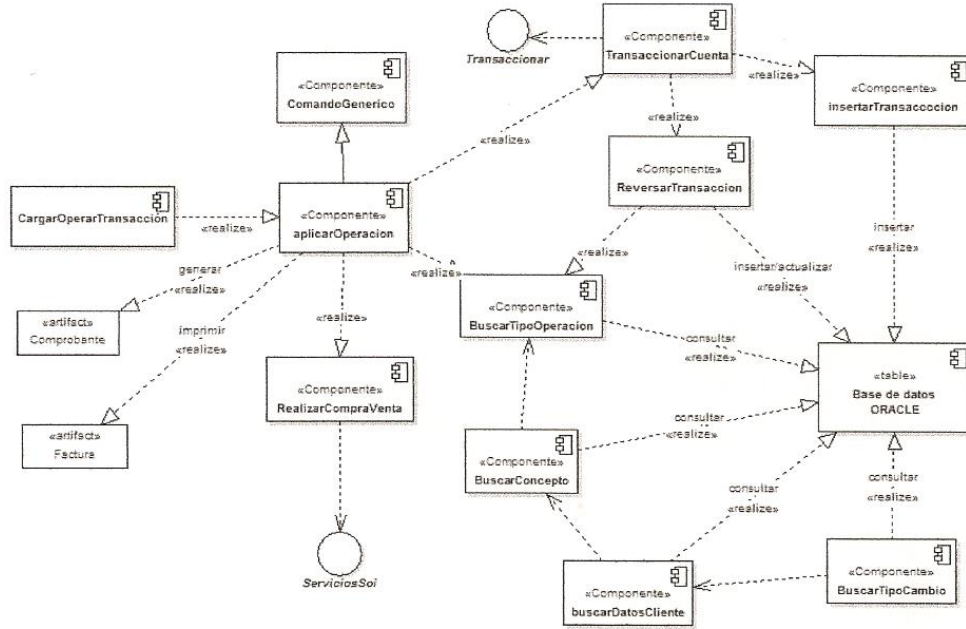 «Componente»
TransaccionarCuenta
Transaccionar
«realize»
«Componente»
insertarTransacccocion
«Componente»
ComandoGenerico
«realize»
«realize»
«Componente»
ReversarTransaccion
CargarOperarTransacción
«realize»
«Componente»
aplicarOperacion
insertar
«realize»
«realize»
«realize»
insertar/actualizar
«realize»
generar
«realize»
«Componente»
BuscarTipoOperacion
«artifact»
Comprobante
imprimir
«realize»
«realize»
consultar
«realize»
«table»
Base de datos
ORACLE
«Componente»
RealizarCompraVenta
«artifact»
Factura
consultar
«realize»
«Componente»
BuscarConcepto
consultar
«realize»
consultar
«realize»
ServiciosSoi
«Componente»
buscarDatosCliente
«Componente»
BuscarTipoCambio